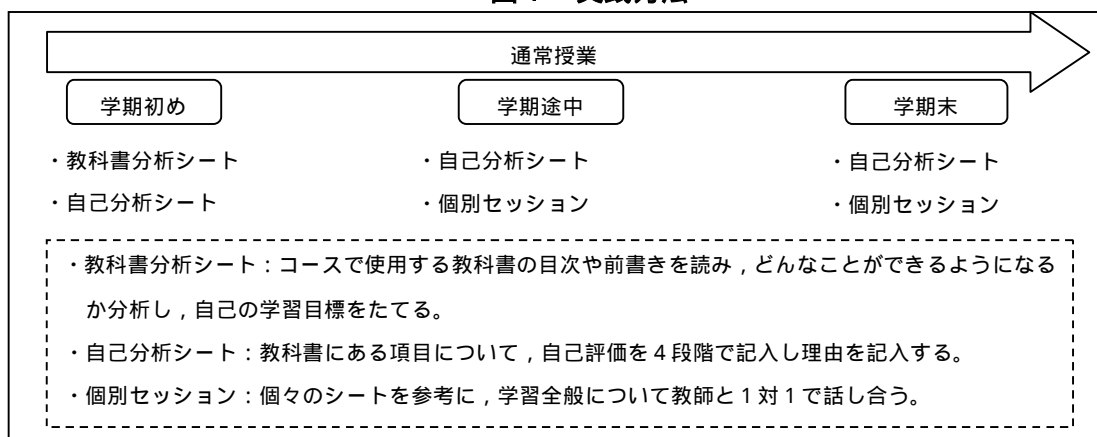 通常授業
学期初め 学期途中 学期末
・教科書分析シート ・自己分析シート ・自己分析シート
・自己分析シート ・個別セッション ・個別セッション
・教科書分析シート：コースで使用する教科書の目次や前書きを読み，どんなことができるようになる
か分析し，自己の学習目標をたてる。
・自己分析シート：教科書にある項目について，自己評価を４段階で記入し理由を記入する。
・個別セッション：個々のシートを参考に，学習全般について教師と１対１で話し合う。